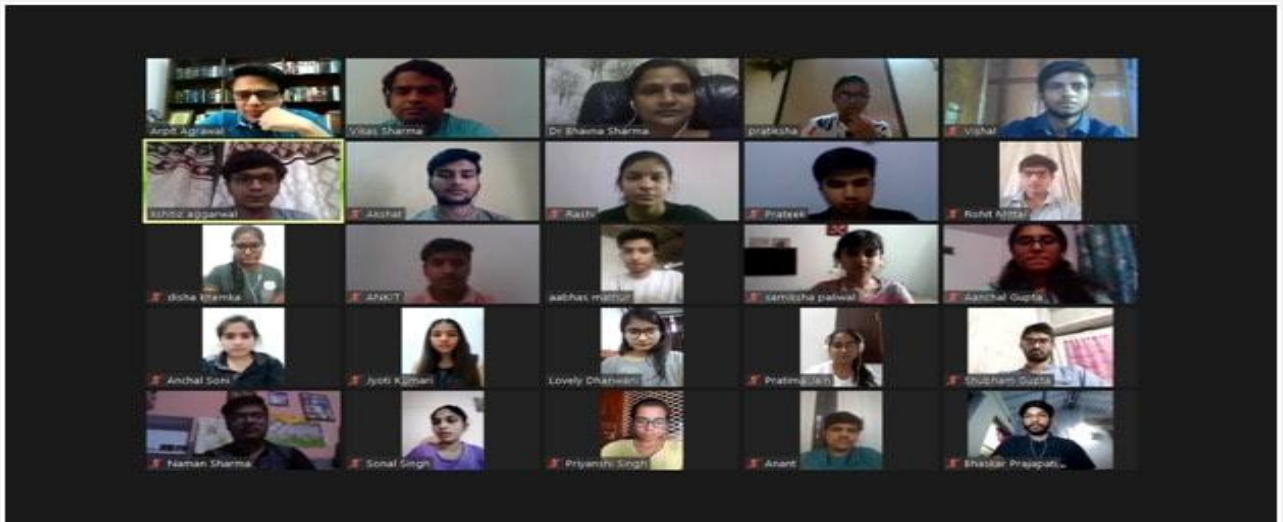 Arpit Agrawal
Vikas Sharma
Dr Bhavna Sharma
pratiksha
Vishal
kshitiz aggarwal
Akshat
Rashi
Prateek
Rohit Mittal
disha khemka
ANKIT
aabhas mathur
samiksha paliwal
Aanchal Gupta
Anchal Soni
Jyoti Kumari
Lovely Dhanwani
Pratima Jain
Shubham Gupta
Naman Sharma
Sonal Singh
Priyanshi Singh
Anant
Bhaskar Prajapati